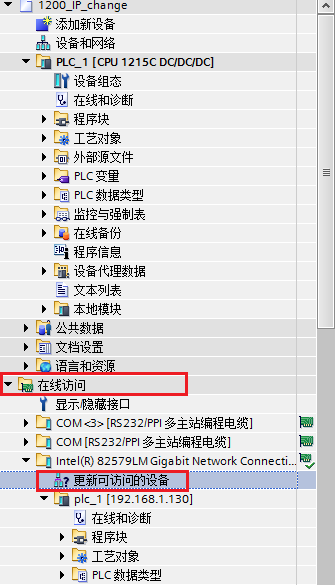 1200_IP_change
添加新设备
设备和网络
PLC_1 [CPU 1215C DC/DC/DC]
设备组态
在线和诊断
程序块
工艺对象
外部源文件
PLC 变量
PLC 数据类型
监控与强制表
在线备份
程序信息
设备代理数据
文本列表
本地模块
公共数据
文档设置
语言和资源
在线访问
显示/隐藏接口
COM <3> [RS232/PPI 多主站编程电缆]
COM [RS232/PPI 多主站编程电缆]
Intel(R) 82579LM Gigabit Network Connecti...
更新可访问的设备
plc_1 [192.168.1.130]
在线和诊断
程序块
工艺对象
PLC 数据类型